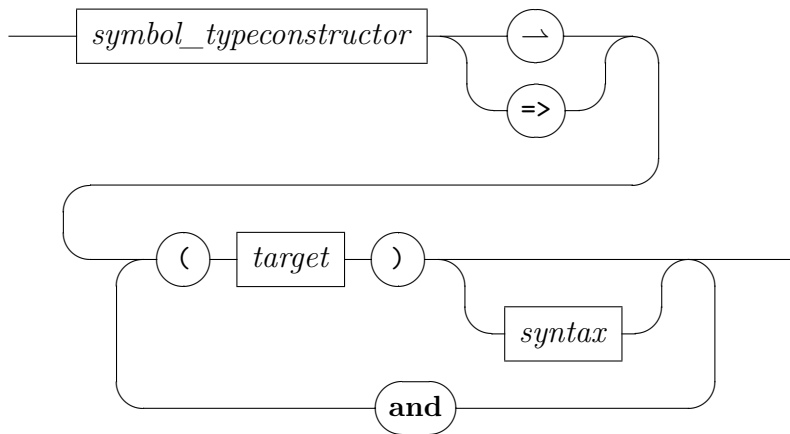 symbol_typeconstructor ⇀
=>
( target )
syntax
and